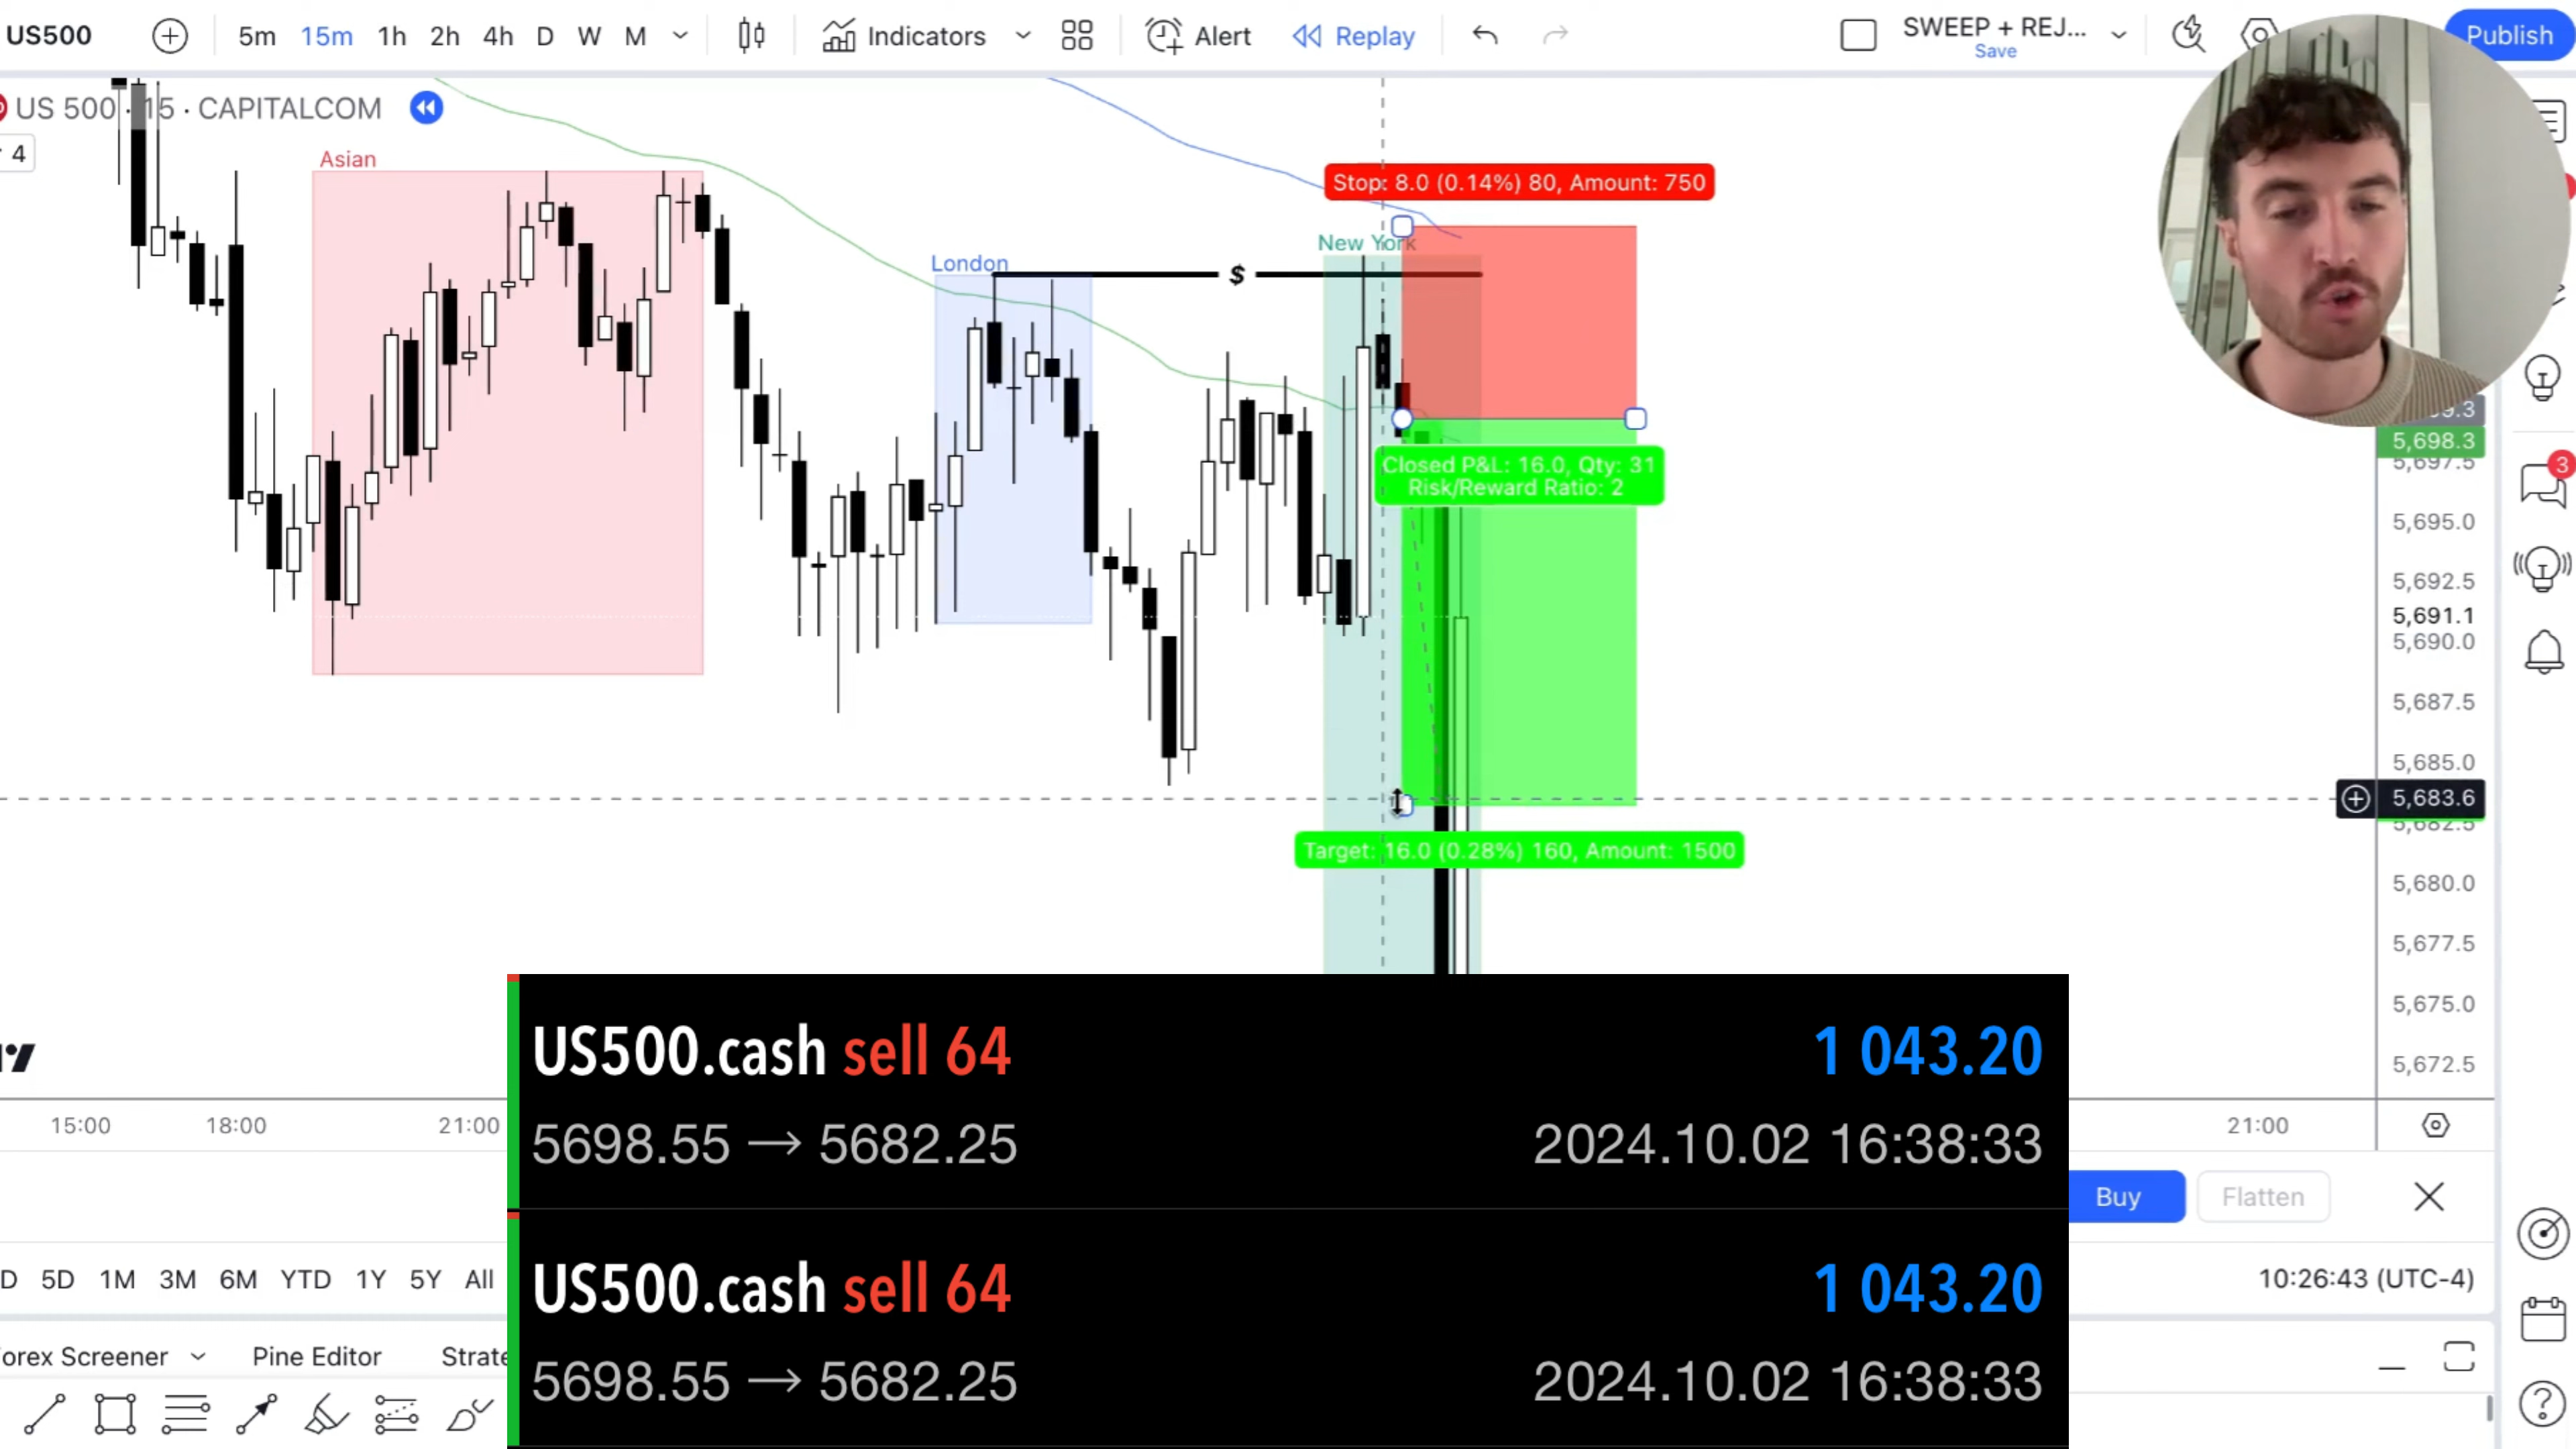 US500
5m 15m 1h 2h 4h D W M Indicators Alert Replay
SWEEP + REJ...
Save
Publish
US 500 · 15 · CAPITALCOM
4
Asian
London
New York
$
Stop: 8.0 (0.14%) 80, Amount: 750
Closed P&L: 16.0, Qty: 31
Risk/Reward Ratio: 2
Target: 16.0 (0.28%) 160, Amount: 1500
5,698.3
5,697.5
5,695.0
5,692.5
5,691.1
5,690.0
5,687.5
5,685.0
5,683.6
5,682.5
5,680.0
5,677.5
5,675.0
5,672.5
3
15:00 18:00 21:00 21:00
US500.cash sell 64 1 043.20
5698.55 → 5682.25 2024.10.02 16:38:33
US500.cash sell 64 1 043.20
5698.55 → 5682.25 2024.10.02 16:38:33
Buy Flatten
D 5D 1M 3M 6M YTD 1Y 5Y All
10:26:43 (UTC-4)
orex Screener Pine Editor Strate